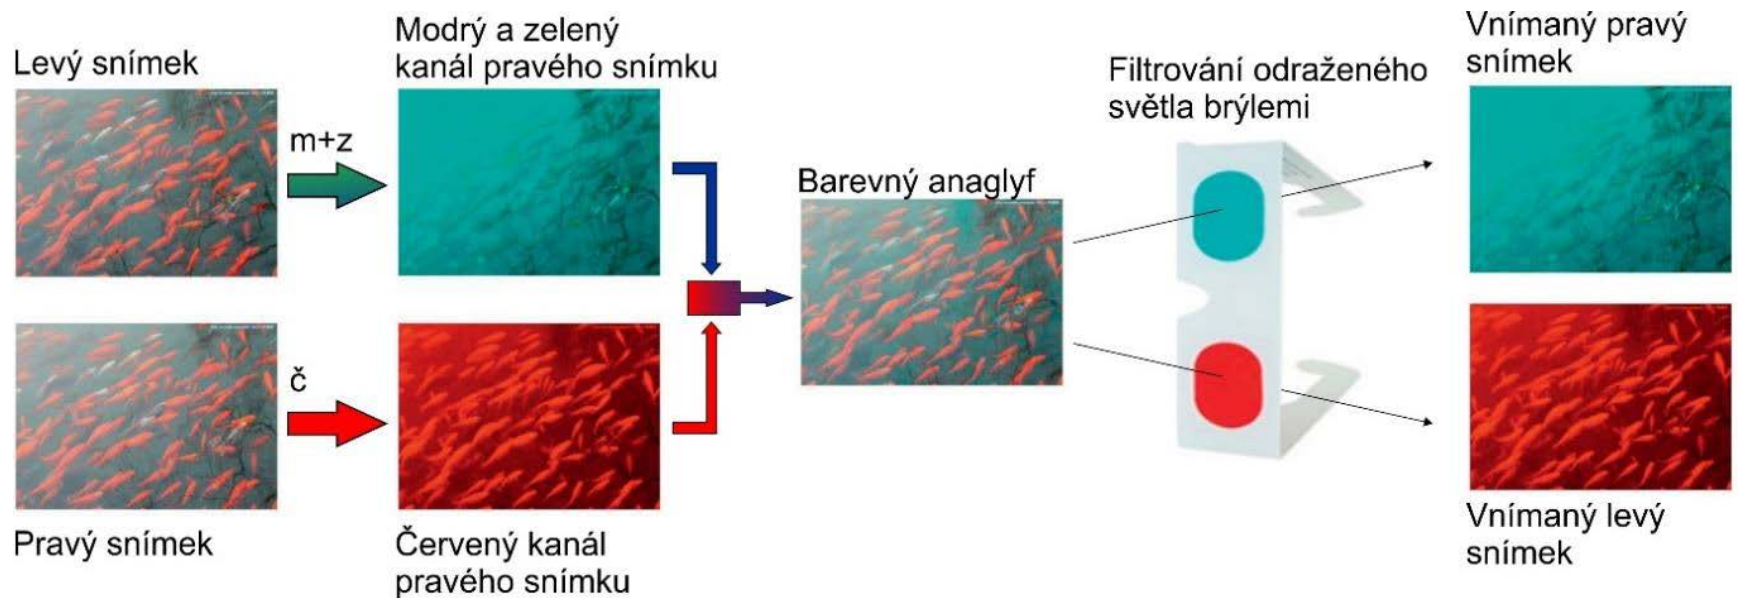 Levý snímek
m+z
Modrý a zelený
kanál pravého snímku
Pravý snímek
č
Červený kanál
pravého snímku
Barevný anaglyf
Filtrování odraženého
světla brýlemi
Vnímaný pravý
snímek
Vnímaný levý
snímek